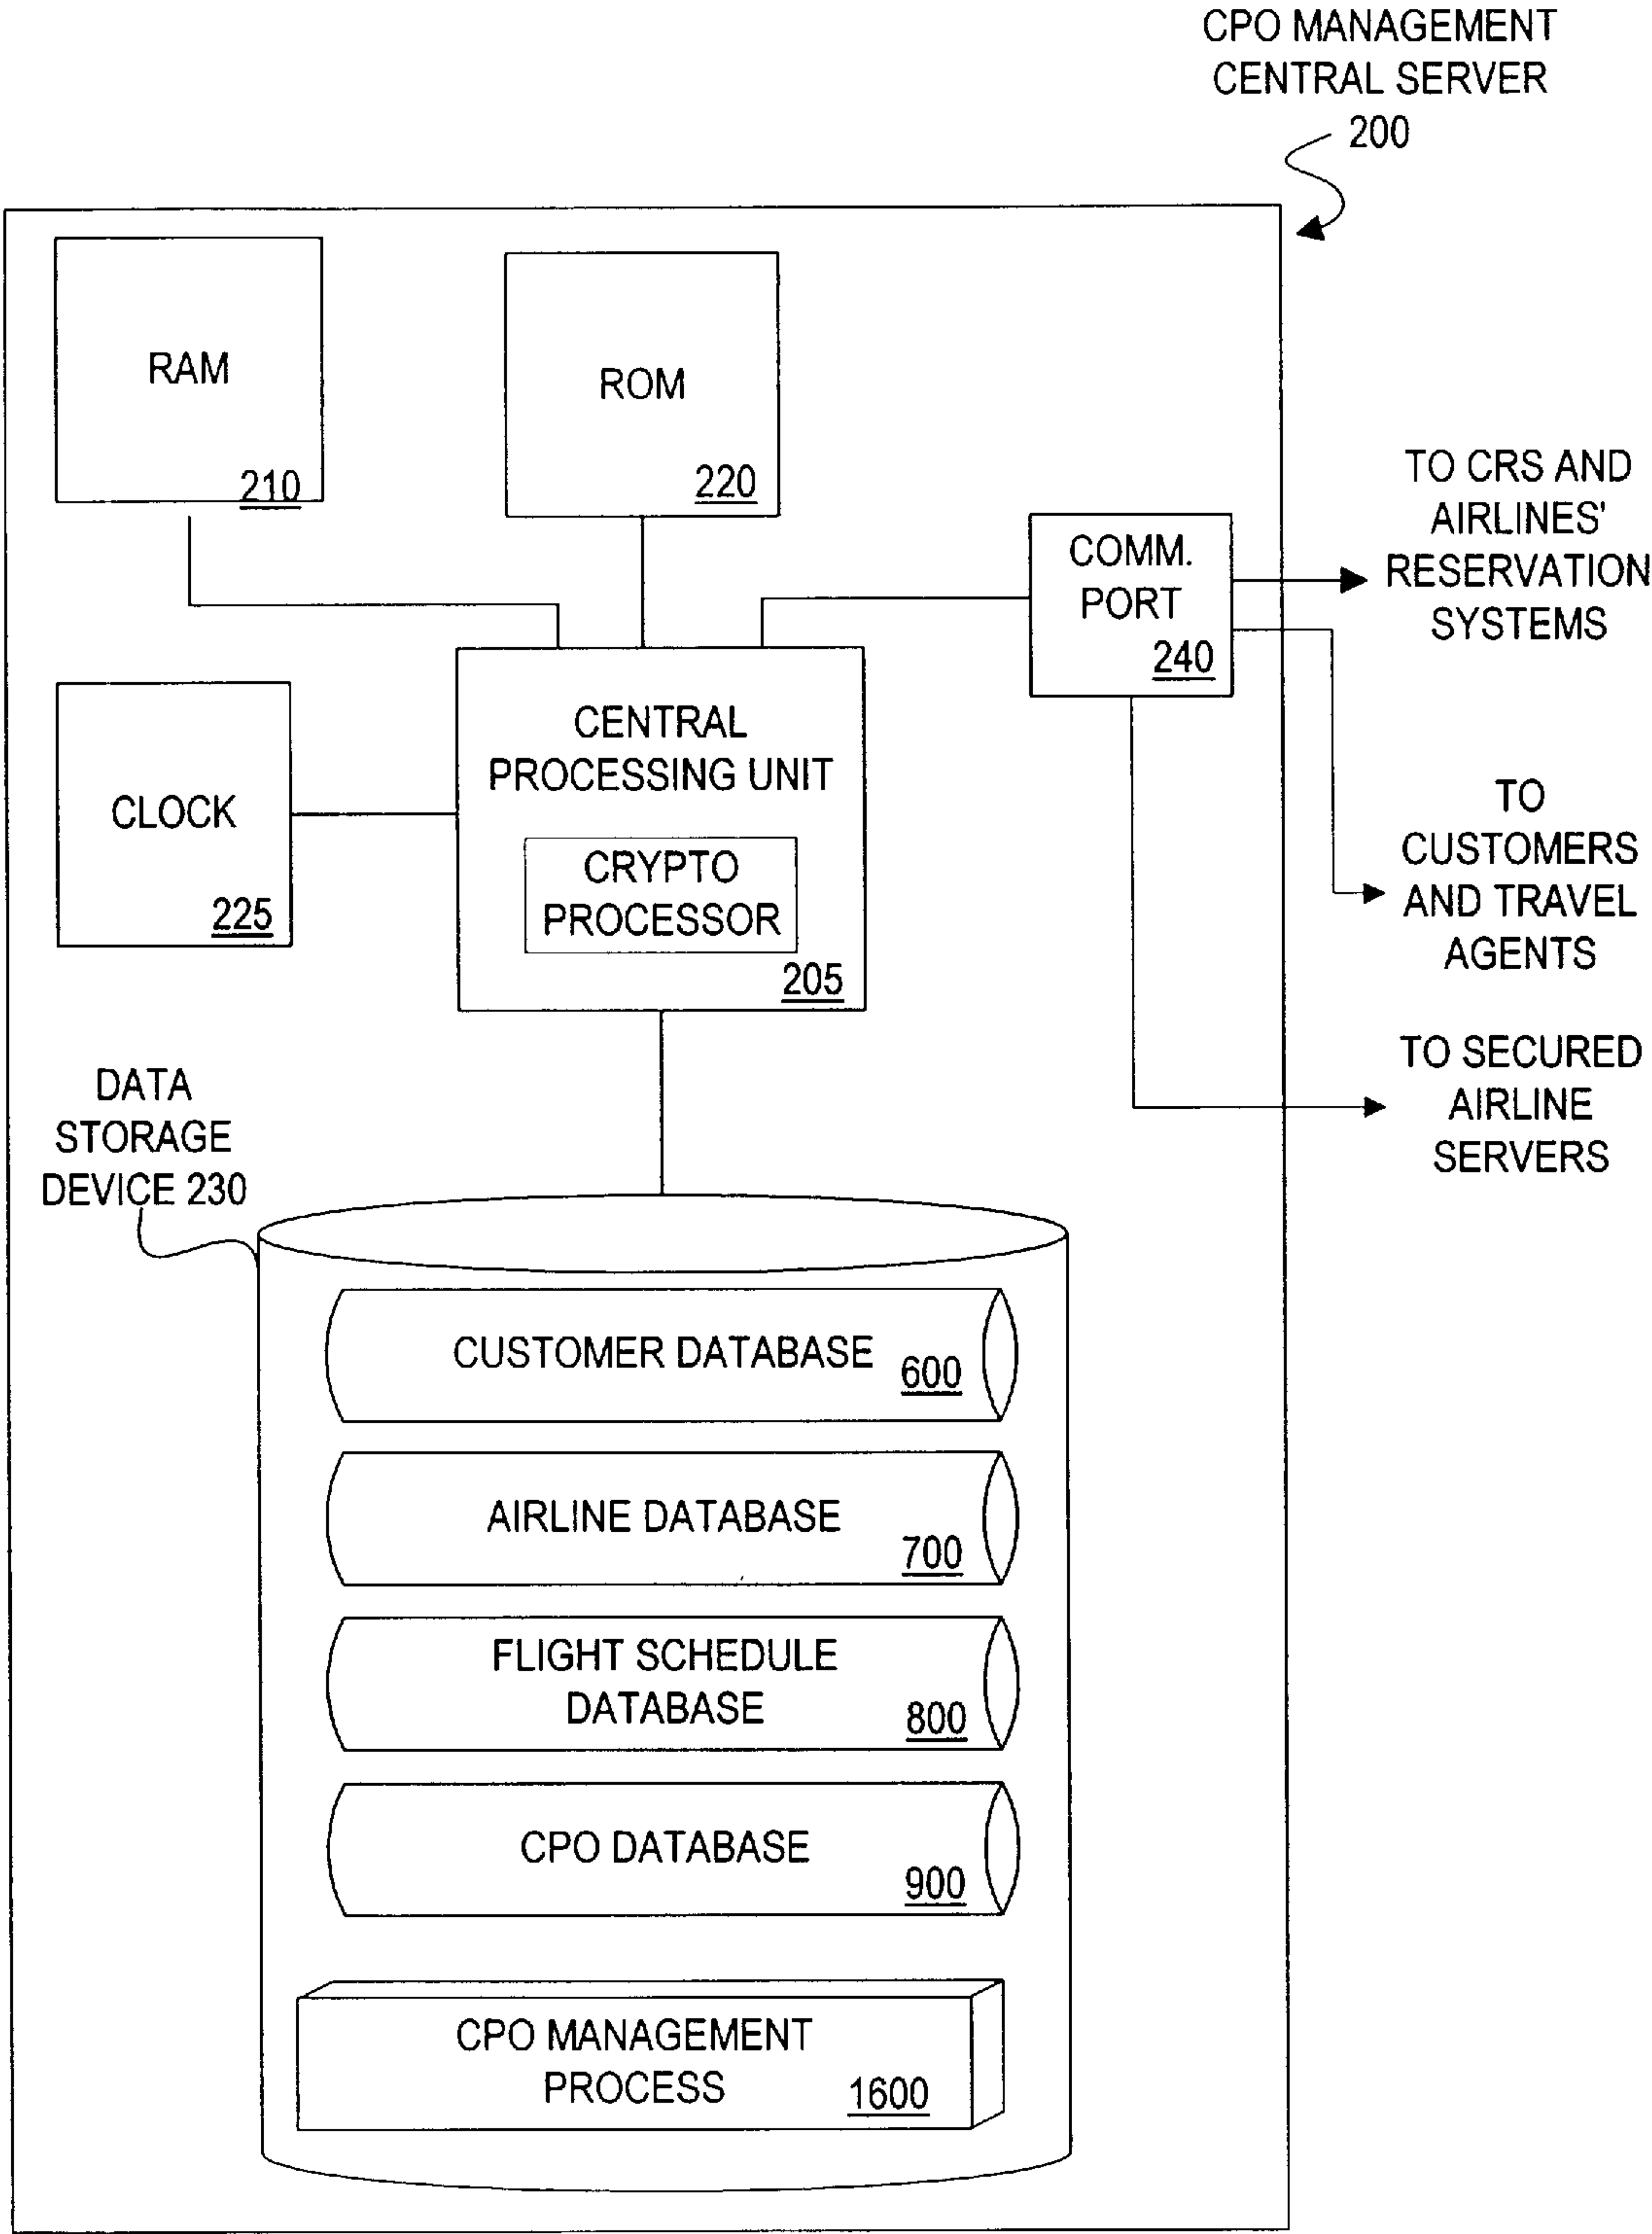 CPO MANAGEMENT
CENTRAL SERVER
200
RAM
210
ROM
220
COMM.
PORT
240
TO CRS AND
AIRLINES'
RESERVATION
SYSTEMS
CENTRAL
PROCESSING UNIT
CRYPTO
PROCESSOR
205
CLOCK
225
TO
CUSTOMERS
AND TRAVEL
AGENTS
TO SECURED
AIRLINE
SERVERS
DATA
STORAGE
DEVICE 230
CUSTOMER DATABASE
600
AIRLINE DATABASE
700
FLIGHT SCHEDULE
DATABASE
800
CPO DATABASE
900
CPO MANAGEMENT
PROCESS
1600